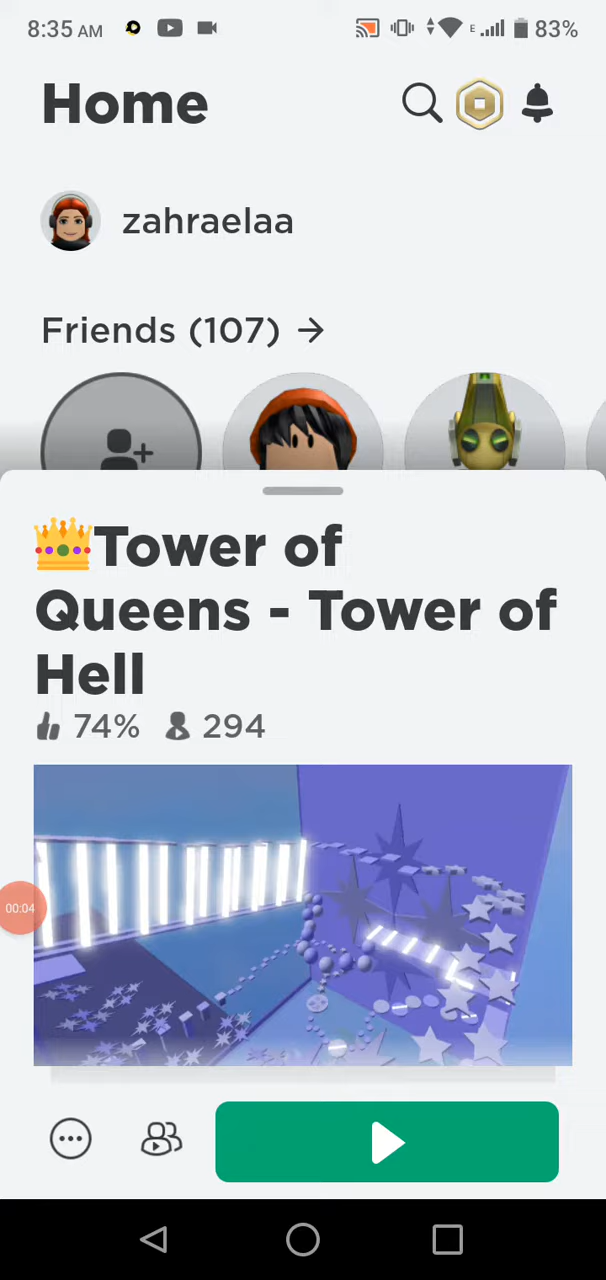 8:35 AM
E
83%
Home
zahraelaa
Friends (107) →
👑Tower of
Queens - Tower of
Hell
74% 294
00:04